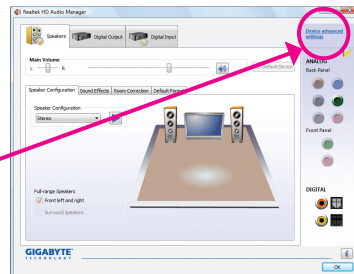 Realtek HD Audio Manager
Speakers
Digital Output
Digital Input
Device advanced
settings
Main Volume
L
R
Default Device
Speaker Configuration
Sound Effects
Room Correction
Default Format
Speaker Configuration
Stereo
Full-range Speakers
Front left and right
Surround speakers
ANALOG
Back Panel
Front Panel
DIGITAL
GIGABYTE
TECHNOLOGY
i
OK